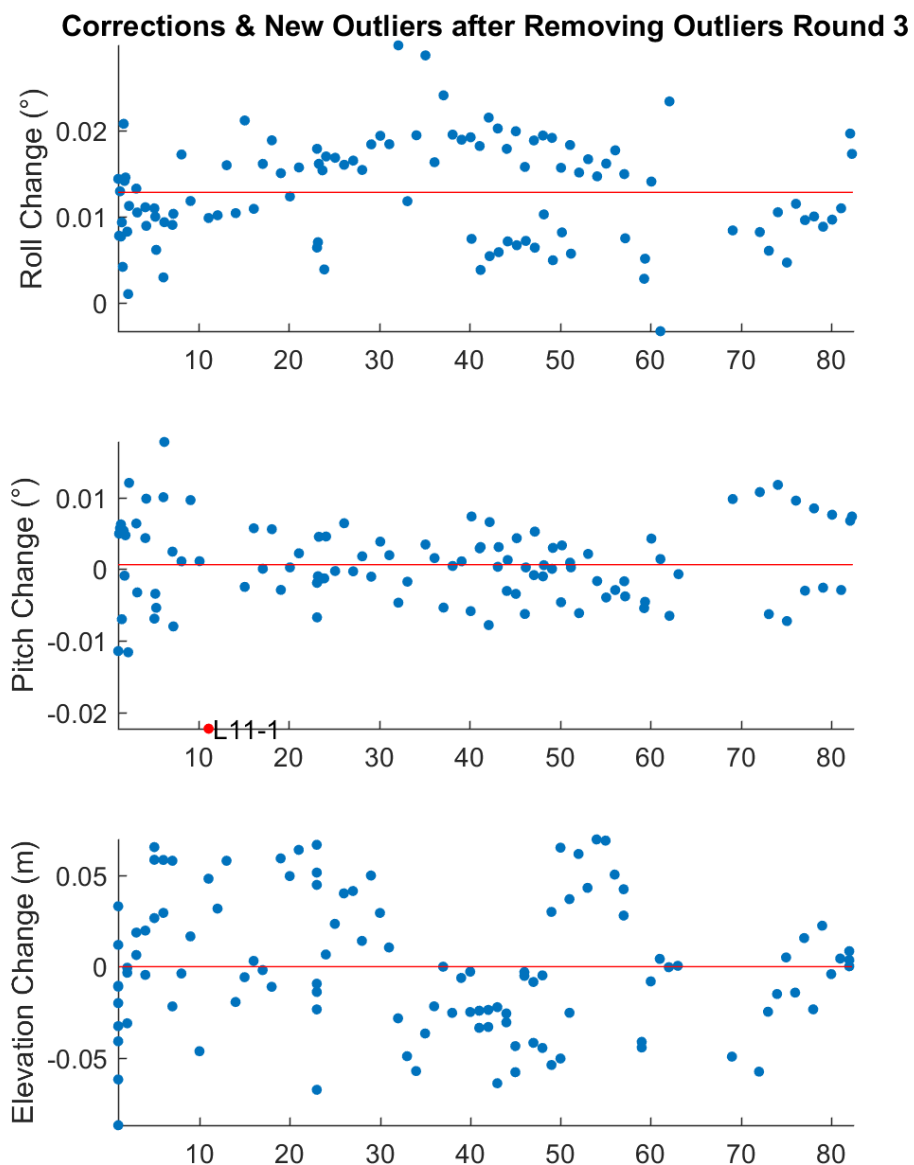 Corrections & New Outliers after Removing Outliers Round 3
Roll Change (°)
0.02
0.01
0
10 20 30 40 50 60 70 80
Pitch Change (°)
0.01
0
-0.01
-0.02
L11-1
10 20 30 40 50 60 70 80
Elevation Change (m)
0.05
0
-0.05
10 20 30 40 50 60 70 80